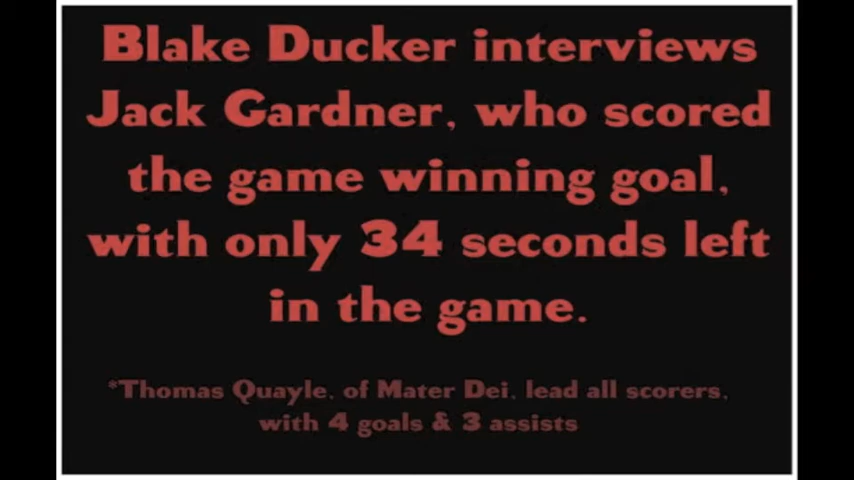 Blake Ducker interviews
Jack Gardner, who scored
the game winning goal,
with only 34 seconds left
in the game.
*Thomas Quayle, of Mater Dei, lead all scorers,
with 4 goals & 3 assists